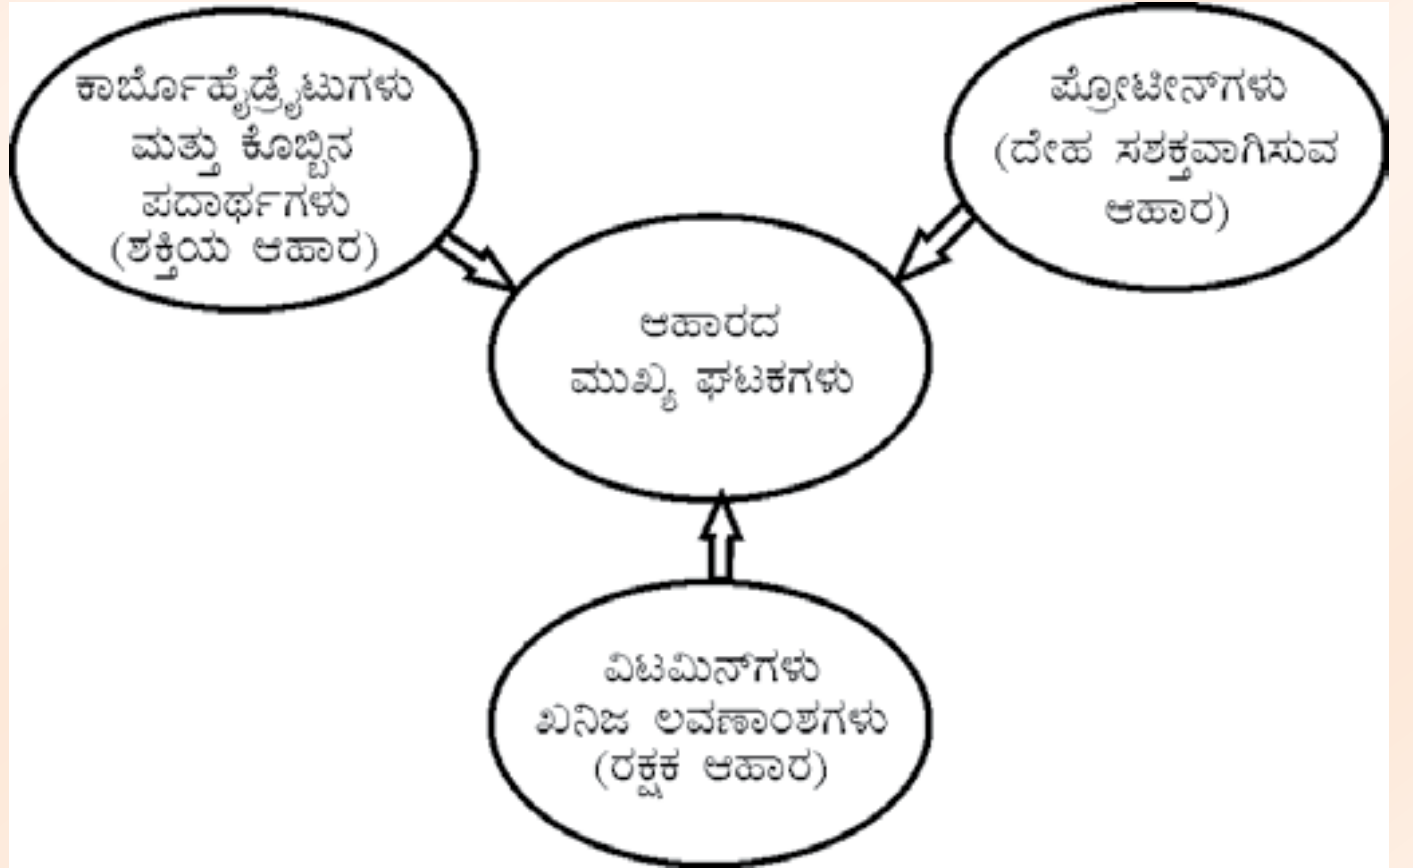 ಕಾರ್ಬೊಹೈಡ್ರೈಟುಗಳು
ಮತ್ತು ಕೊಬ್ಬಿನ
ಪದಾರ್ಥಗಳು
(ಶಕ್ತಿಯ ಆಹಾರ)
ಪ್ರೋಟೀನ್‌ಗಳು
(ದೇಹ ಸಶಕ್ತವಾಗಿಸುವ
ಆಹಾರ)
ಆಹಾರದ
ಮುಖ್ಯ ಘಟಕಗಳು
ವಿಟಮಿನ್‌ಗಳು
ಖನಿಜ ಲವಣಾಂಶಗಳು
(ರಕ್ಷಕ ಆಹಾರ)